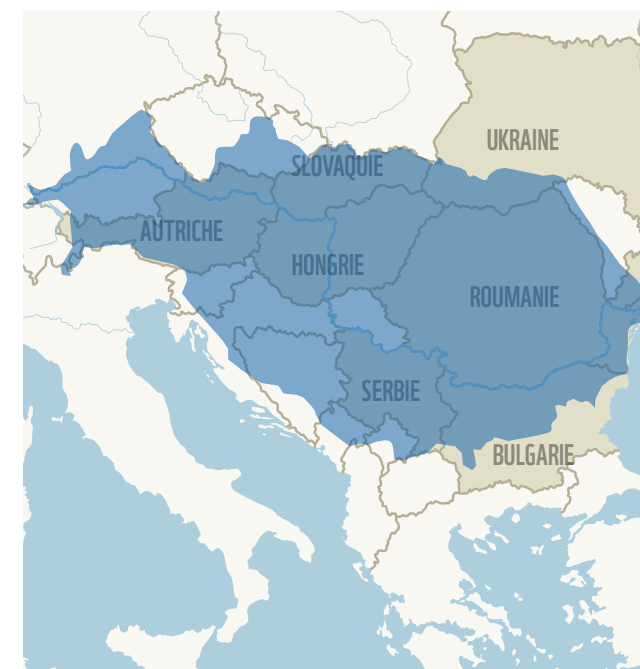 UKRAINE
SLOVAQUIE
AUTRICHE
HONGRIE
ROUMANIE
SERBIE
BULGARIE